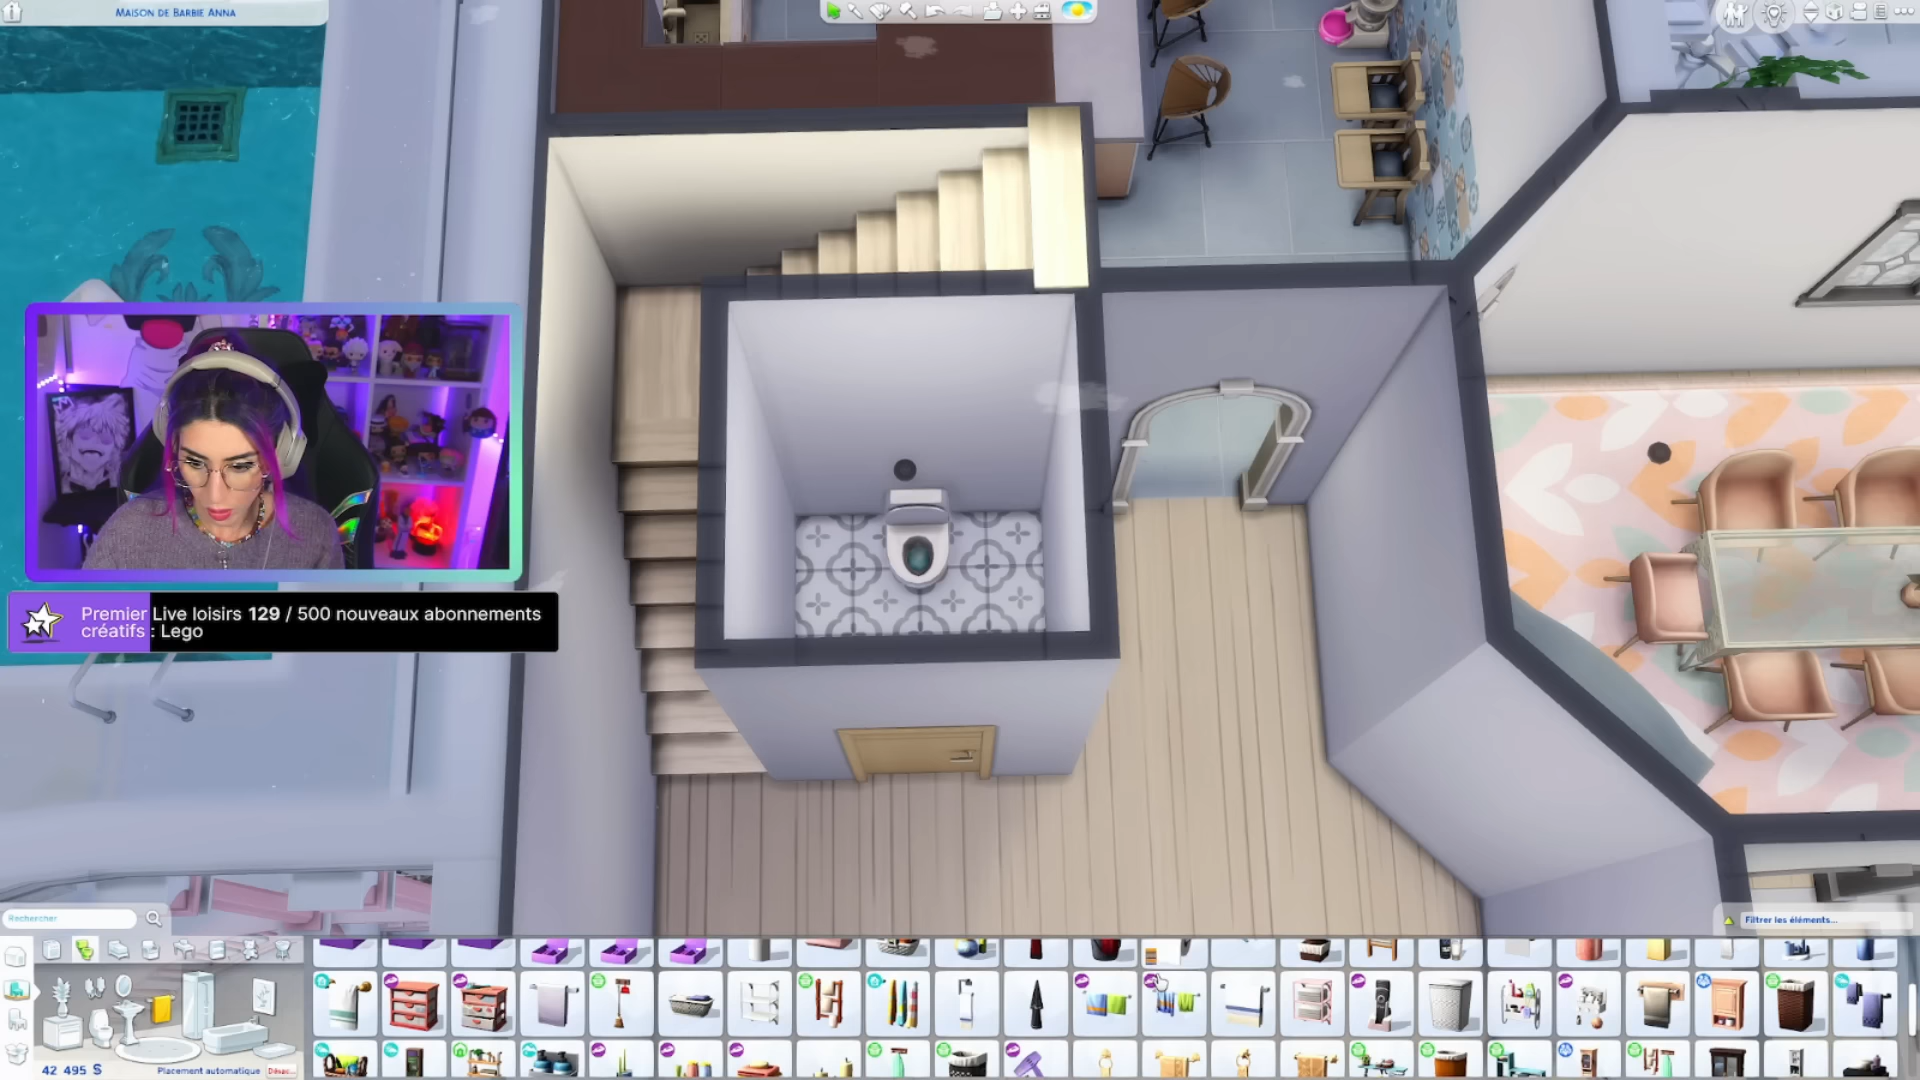 MAISON DE BARBIE ANNA
Premier Live loisirs 129 / 500 nouveaux abonnements
créatifs : Lego
Rechercher
Filtrer les éléments...
42 495 $
Placement automatique
Désac...